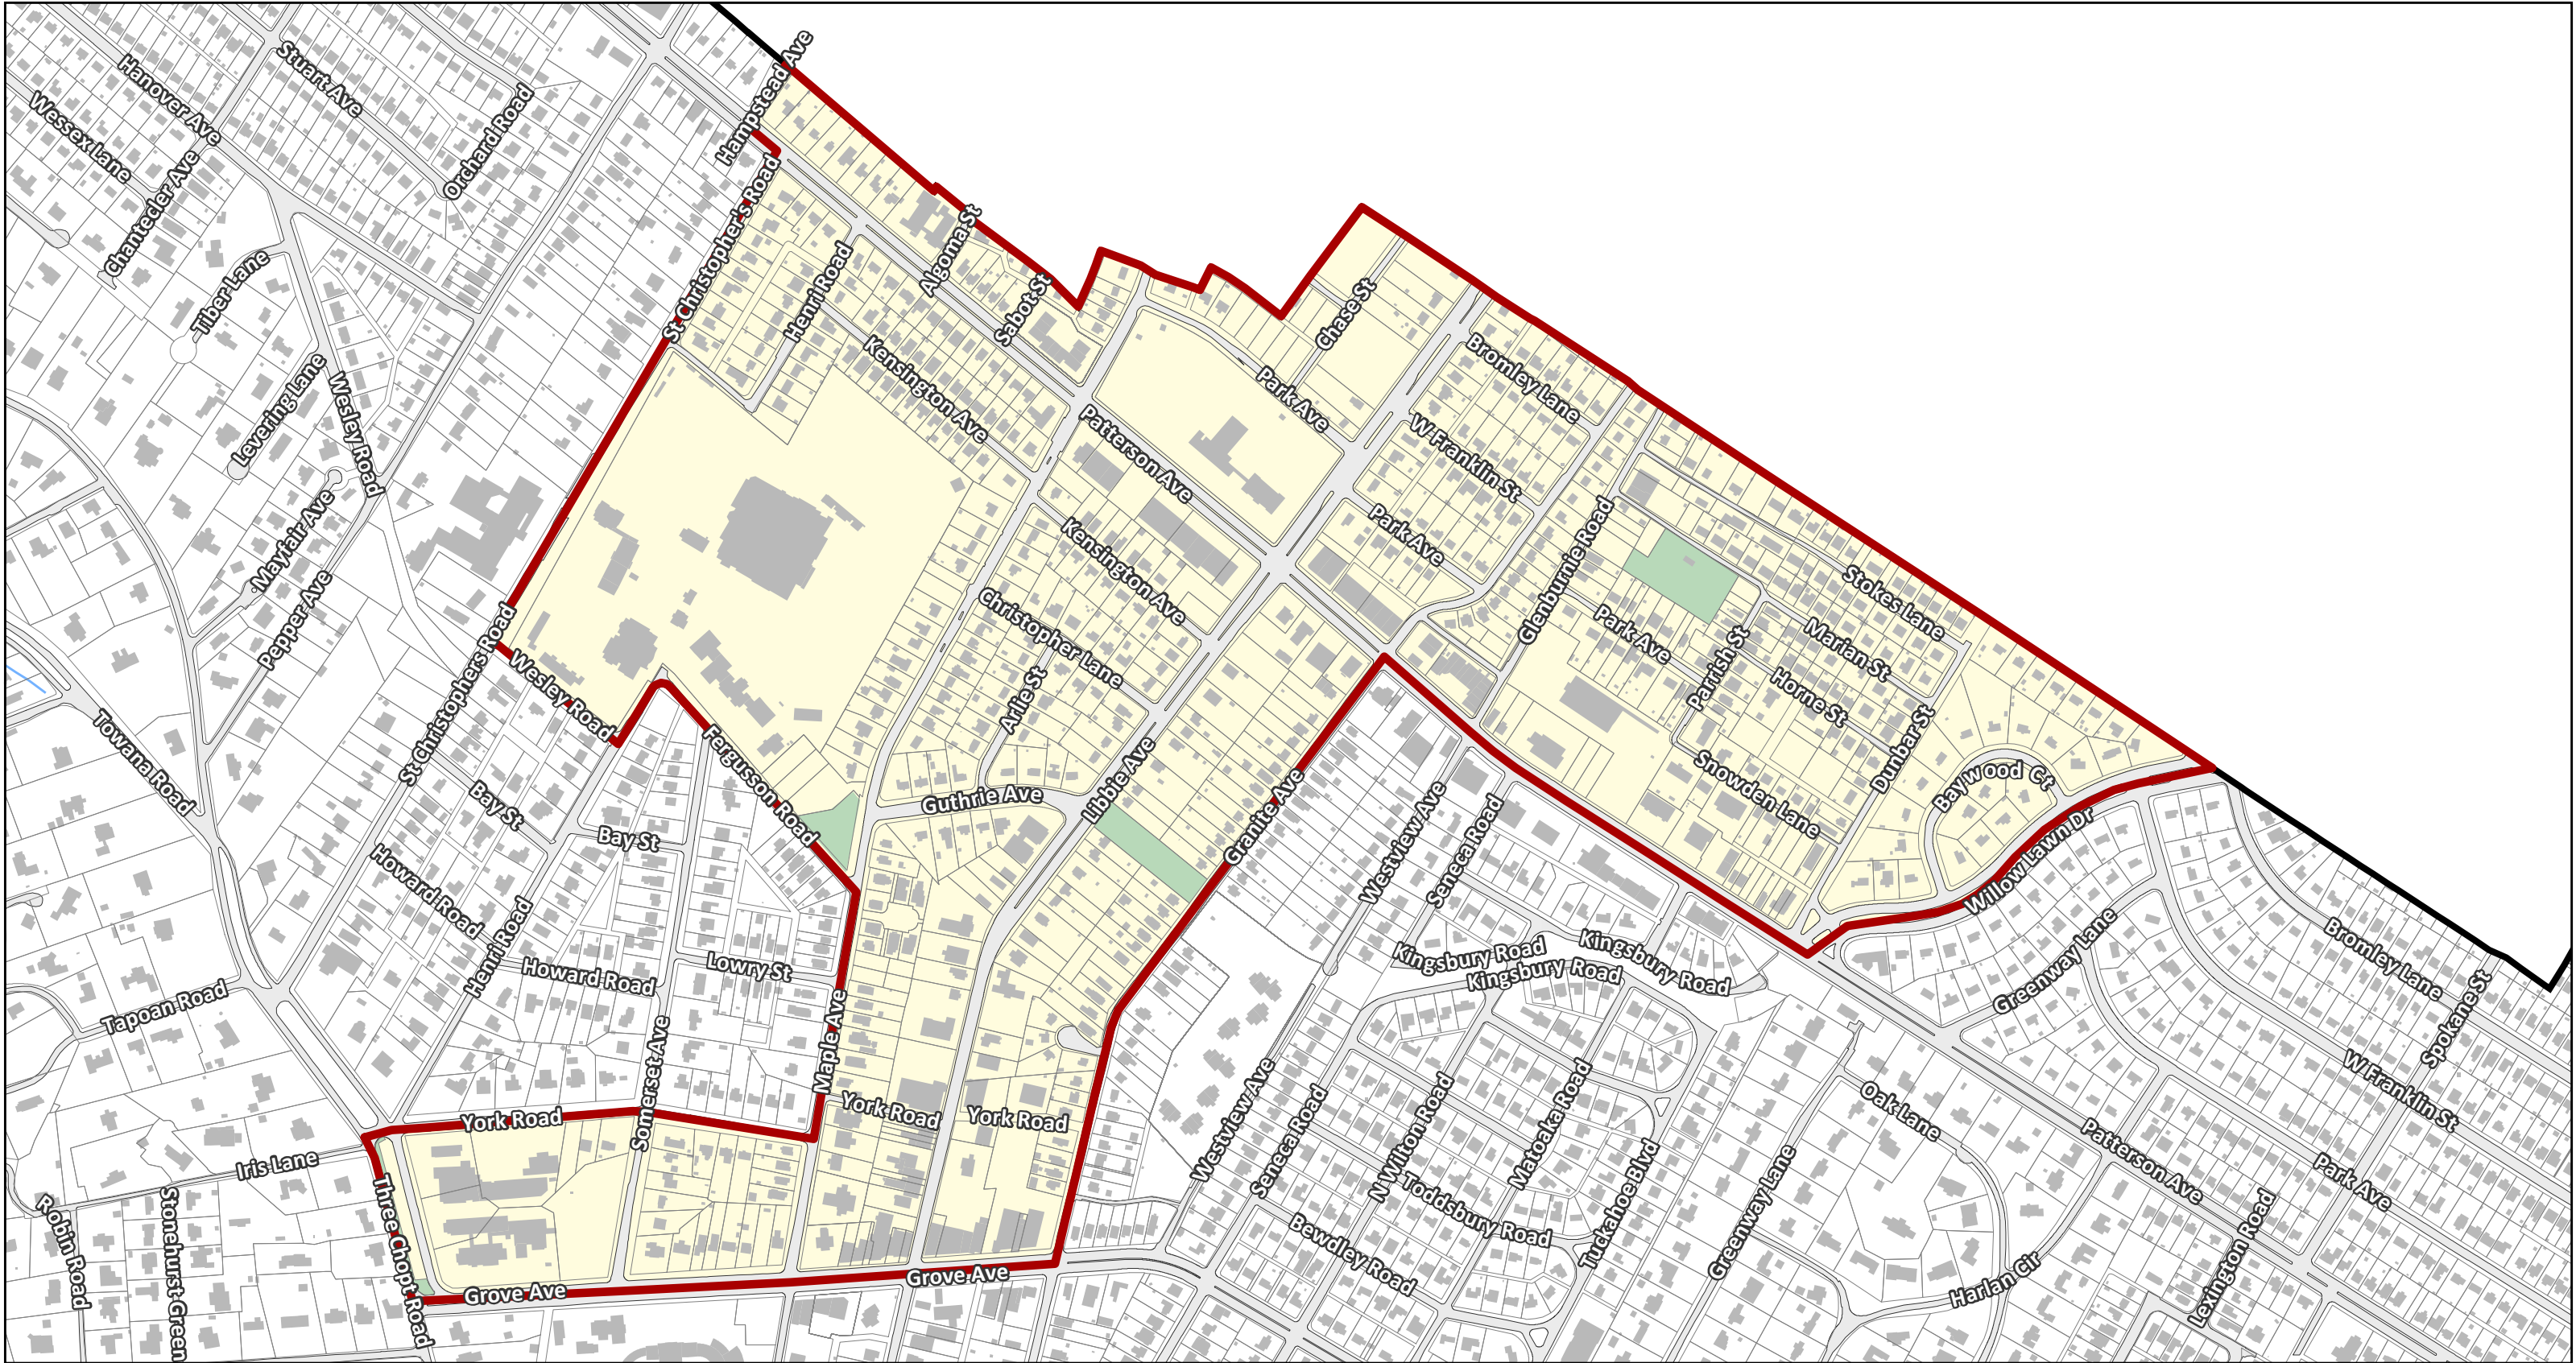 Hampstead Ave
Stuart Ave
Hanover Ave
Orchard Road
Wessex Lane
Chantecler Ave
St Christopher's Road
Algoma St
Tiber Lane
Henri Road
Sabot St
Chase St
Kensington Ave
Bromley Lane
Park Ave
Levering Lane
Wesley Road
Patterson Ave
W Franklin St
Mayfair Ave
Park Ave
Kensington Ave
Glenburnie Road
Pepper Ave
Stokes Lane
Christopher Lane
Park Ave
Marian St
St Christophers Road
Wesley Road
Arlie St
Parrish St
Horne St
Towana Road
Fergusson Road
Libbie Ave
Dunbar St
Baywood Ct
Snowden Lane
Bay St
Guthrie Ave
Granite Ave
Westview Ave
Seneca Road
Bay St
Willow Lawn Dr
Howard Road
Henri Road
Howard Road
Lowry St
Kingsbury Road
Kingsbury Road
Kingsbury Road
Greenway Lane
Bromley Lane
Tapoan Road
Spokane St
Maple Ave
Somerset Ave
York Road
York Road
York Road
Westview Ave
Seneca Road
N Wilton Road
Matoaka Road
Oak Lane
W Franklin St
Iris Lane
Patterson Ave
Park Ave
Robin Road
Stonehurst Green
Three Chopt Road
Toddsbury Road
Tuckahoe Blvd
Greenway Lane
Bewdley Road
Lexington Road
Harlan Cir
Grove Ave
Grove Ave